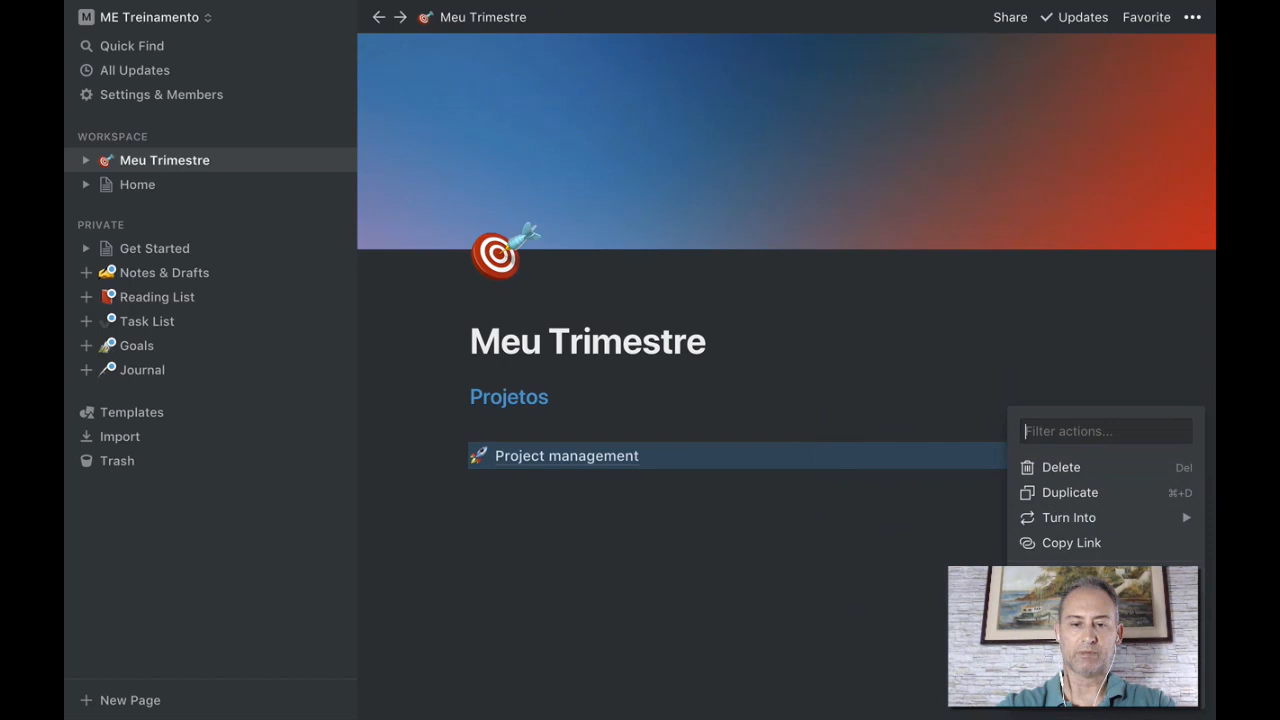 M ME Treinamento
Quick Find
All Updates
Settings & Members
WORKSPACE
Meu Trimestre
Home
PRIVATE
Get Started
Notes & Drafts
Reading List
Task List
Goals
Journal
Templates
Import
Trash
New Page
Meu Trimestre
Share
Updates
Favorite
Meu Trimestre
Projetos
Project management
Filter actions...
Delete Del
Duplicate ⌘+D
Turn Into
Copy Link